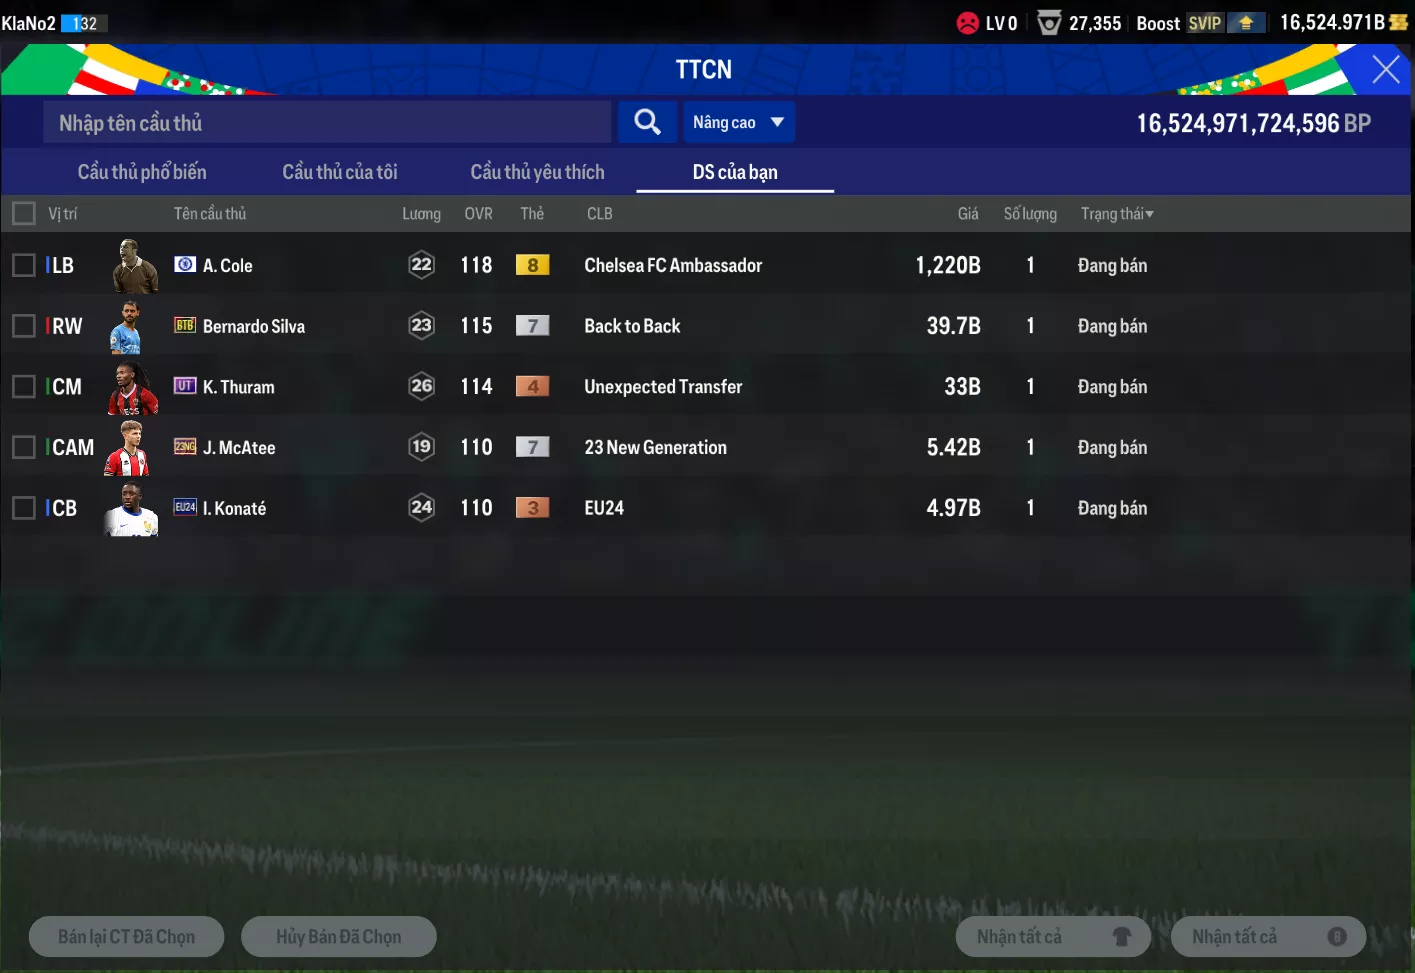 KlaNo2 132 LV 0 27,355 Boost SVIP 16,524.971B
TTCN
Nhập tên cầu thủ Nâng cao 16,524,971,724,596 BP
Cầu thủ phổ biến Cầu thủ của tôi Cầu thủ yêu thích DS của bạn
Vị trí Tên cầu thủ Lương OVR Thẻ CLB Giá Số lượng Trạng thái
LB A. Cole 22 118 8 Chelsea FC Ambassador 1,220B 1 Đang bán
RW BTB Bernardo Silva 23 115 7 Back to Back 39.7B 1 Đang bán
CM UT K. Thuram 26 114 4 Unexpected Transfer 33B 1 Đang bán
CAM 23NG J. McAtee 19 110 7 23 New Generation 5.42B 1 Đang bán
CB EU24 I. Konaté 24 110 3 EU24 4.97B 1 Đang bán
C ONLINE
Bán lại CT Đã Chọn Hủy Bán Đã Chọn Nhận tất cả Nhận tất cả B